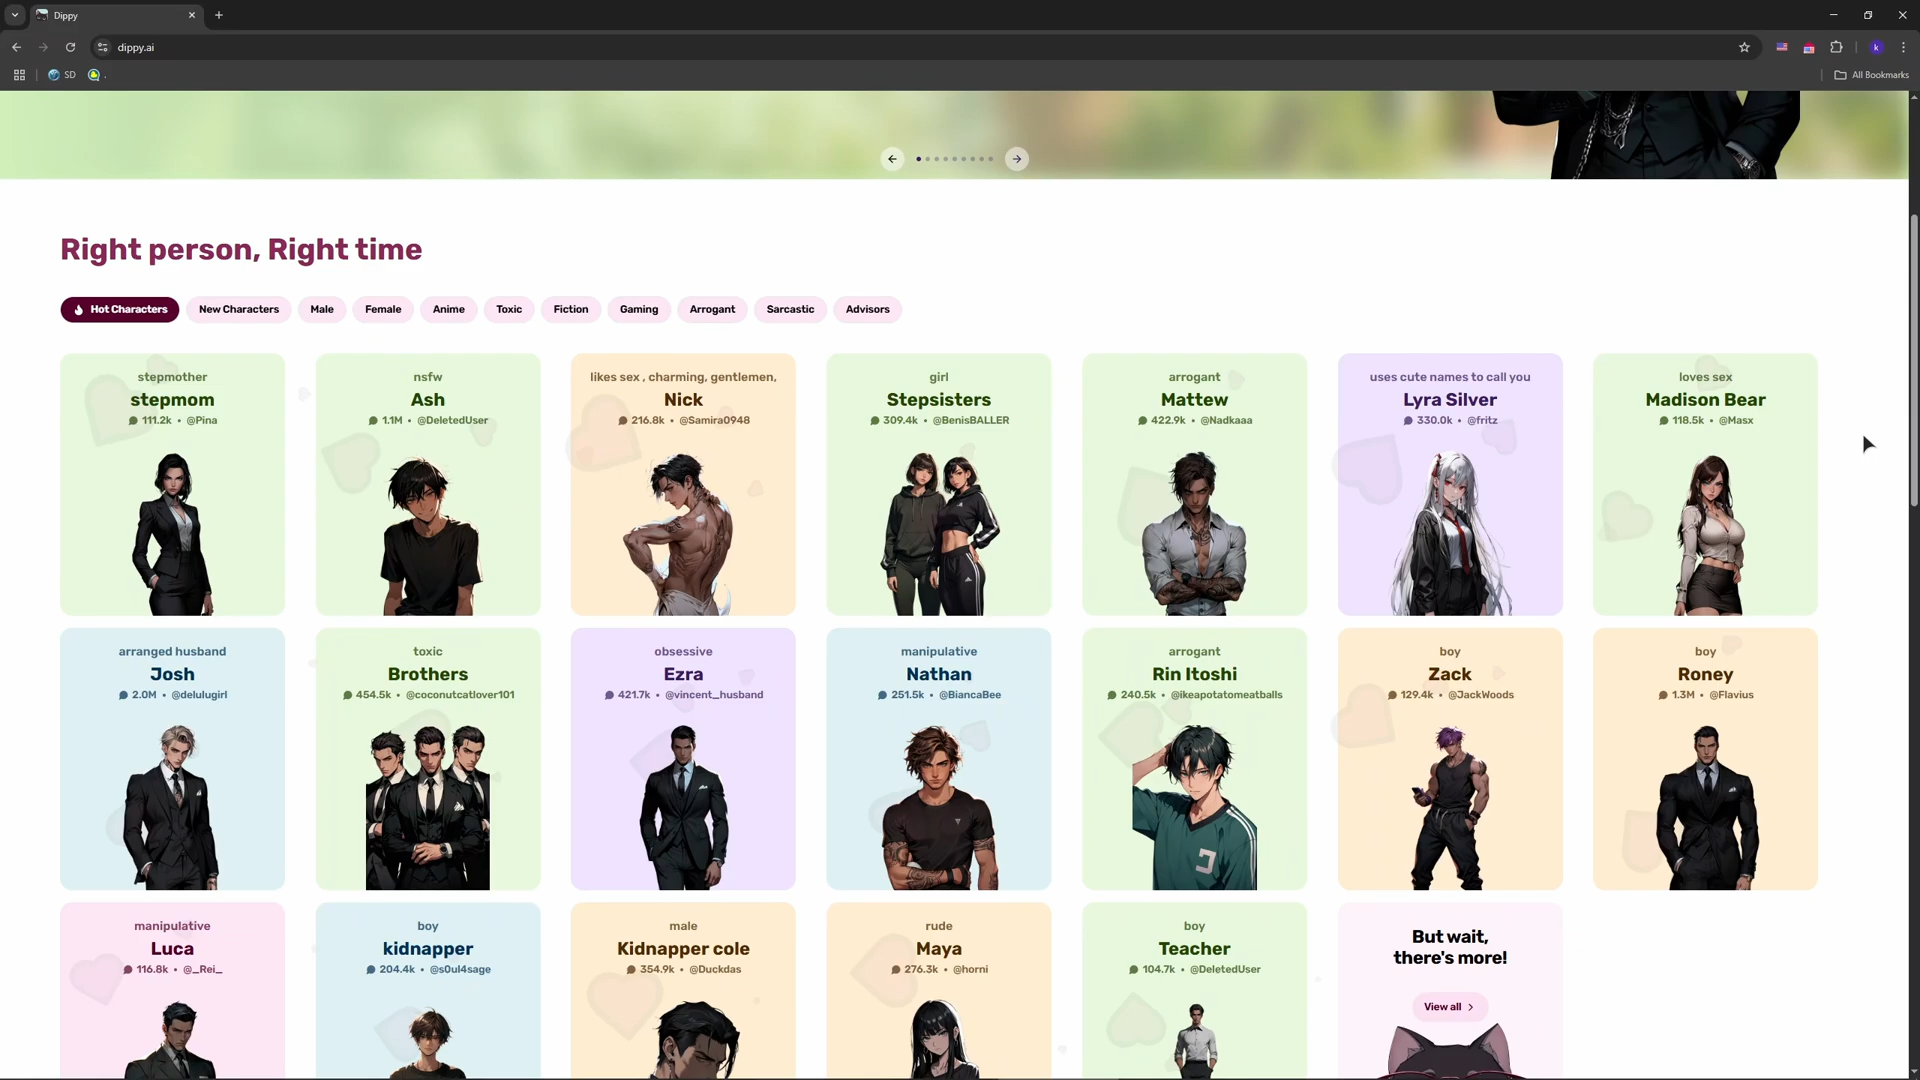 Dippy
dippy.ai
SD
.
All Bookmarks
k
Right person, Right time
Hot Characters
New Characters
Male
Female
Anime
Toxic
Fiction
Gaming
Arrogant
Sarcastic
Advisors
stepmother
stepmom
111.2k • @Pina
nsfw
Ash
1.1M • @DeletedUser
likes sex , charming, gentlemen,
Nick
216.8k • @Samira0948
girl
Stepsisters
309.4k • @BenisBALLER
arrogant
Mattew
422.9k • @Nadkaaa
uses cute names to call you
Lyra Silver
330.0k • @fritz
loves sex
Madison Bear
118.5k • @Masx
arranged husband
Josh
2.0M • @delulugirl
toxic
Brothers
454.5k • @coconutcatlover101
obsessive
Ezra
421.7k • @vincent_husband
manipulative
Nathan
251.5k • @BiancaBee
arrogant
Rin Itoshi
240.5k • @ikeapotatomeatballs
boy
Zack
129.4k • @JackWoods
boy
Roney
1.3M • @Flavius
manipulative
Luca
116.8k • @_Rei_
boy
kidnapper
204.4k • @s0ul4sage
male
Kidnapper cole
354.9k • @Duckdas
rude
Maya
276.3k • @horni
boy
Teacher
104.7k • @DeletedUser
But wait,
there's more!
View all